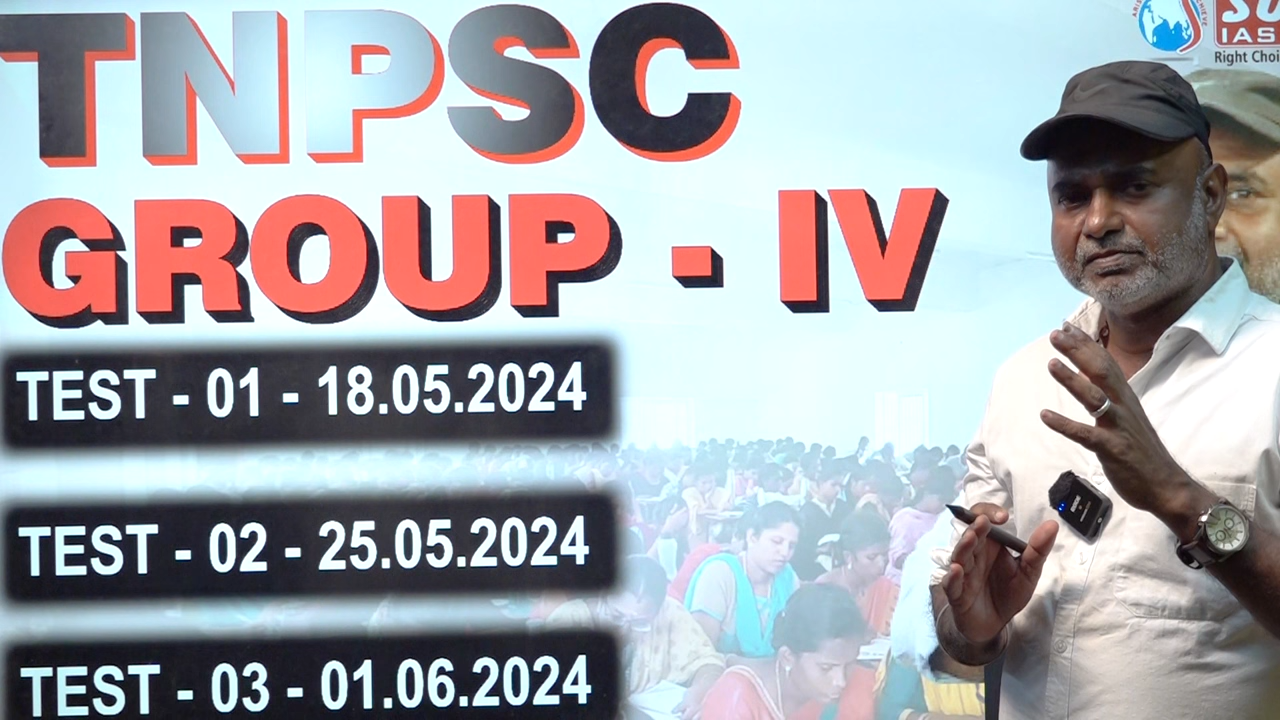 TNPSC
GROUP - IV
TEST - 01 - 18.05.2024
TEST - 02 - 25.05.2024
TEST - 03 - 01.06.2024
IAS
Right